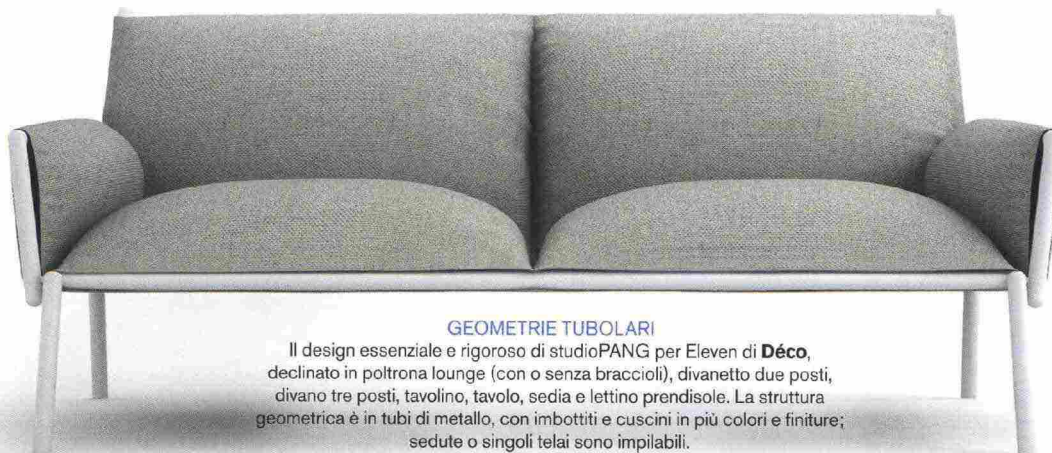 GEOMETRIE TUBOLARI
Il design essenziale e rigoroso di studioPANG per Eleven di Déco,
declinato in poltrona lounge (con o senza braccioli), divanetto due posti,
divano tre posti, tavolino, tavolo, sedia e lettino prendisole. La struttura
geometrica è in tubi di metallo, con imbottiti e cuscini in più colori e finiture;
sedute o singoli telai sono impilabili.